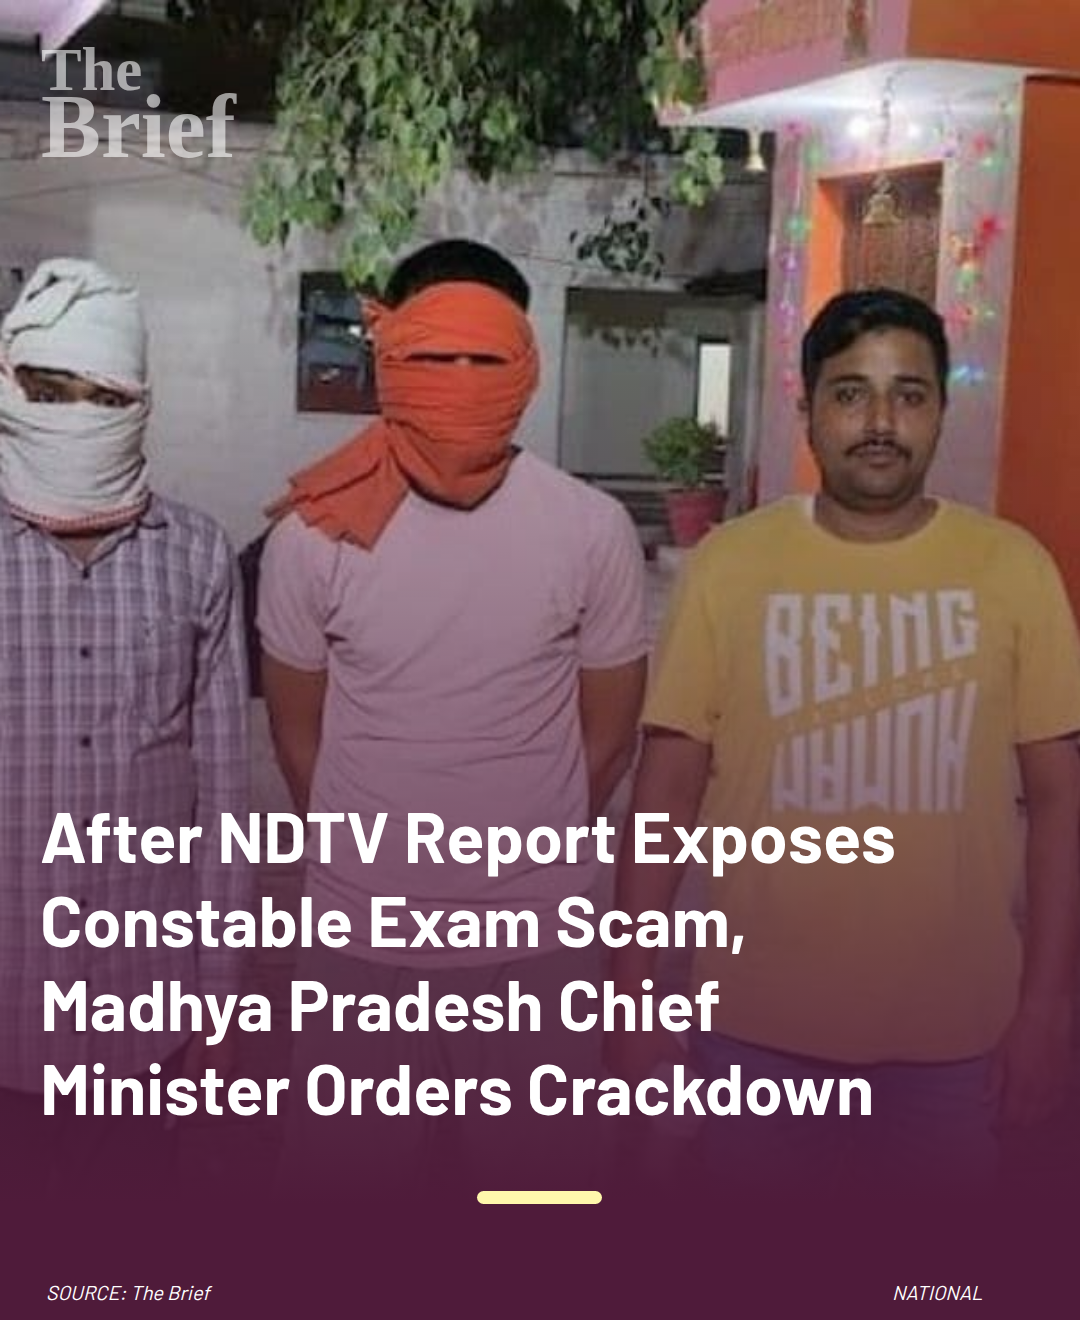 The
Brief
BEING
HUMAN
After NDTV Report Exposes
Constable Exam Scam,
Madhya Pradesh Chief
Minister Orders Crackdown
SOURCE: The Brief
NATIONAL